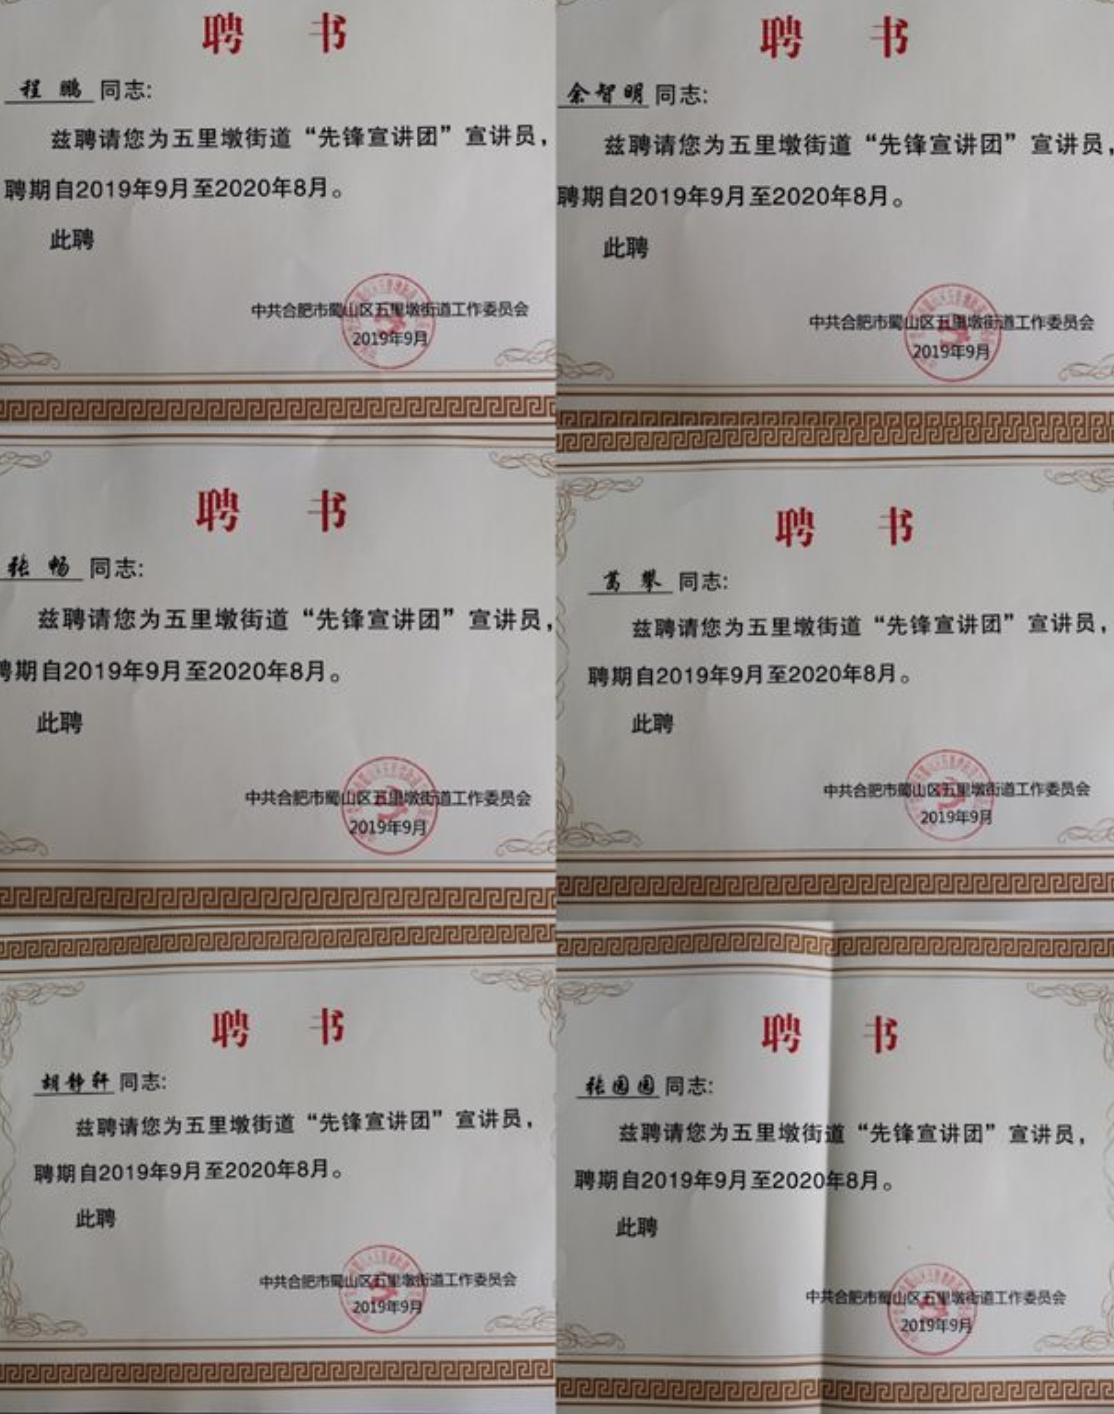 聘 书
程 鹏 同志:
兹聘请您为五里墩街道“先锋宣讲团”宣讲员，
聘期自2019年9月至2020年8月。
此聘
中共合肥市蜀山区五里墩街道工作委员会
2019年9月
聘 书
余智明 同志:
兹聘请您为五里墩街道“先锋宣讲团”宣讲员，
聘期自2019年9月至2020年8月。
此聘
中共合肥市蜀山区五里墩街道工作委员会
2019年9月
聘 书
张 畅 同志:
兹聘请您为五里墩街道“先锋宣讲团”宣讲员，
聘期自2019年9月至2020年8月。
此聘
中共合肥市蜀山区五里墩街道工作委员会
2019年9月
聘 书
葛 攀 同志:
兹聘请您为五里墩街道“先锋宣讲团”宣讲员，
聘期自2019年9月至2020年8月。
此聘
中共合肥市蜀山区五里墩街道工作委员会
2019年9月
聘 书
胡静轩 同志:
兹聘请您为五里墩街道“先锋宣讲团”宣讲员，
聘期自2019年9月至2020年8月。
此聘
中共合肥市蜀山区五里墩街道工作委员会
2019年9月
聘 书
张园园 同志:
兹聘请您为五里墩街道“先锋宣讲团”宣讲员，
聘期自2019年9月至2020年8月。
此聘
中共合肥市蜀山区五里墩街道工作委员会
2019年9月